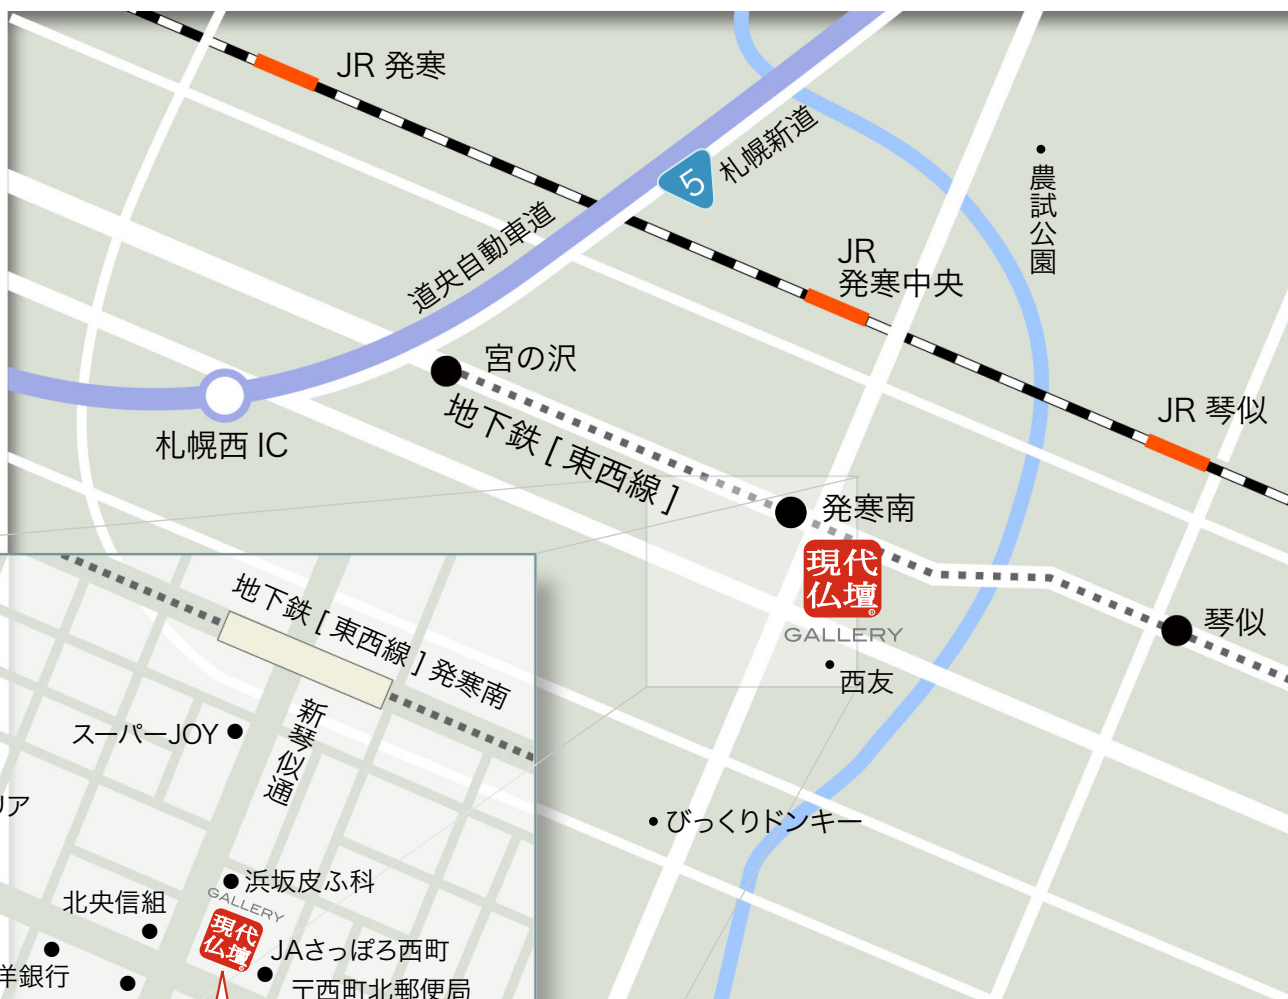 JR 発寒
5
札幌新道
農試公園
道央自動車道
JR
発寒中央
宮の沢
地下鉄 [ 東西線 ]
JR 琴似
札幌西 IC
発寒南
現代
仏壇
GALLERY
琴似
西友
びっくりドンキー
地下鉄 [ 東西線 ] 発寒南
新琴似通
スーパーJOY
リア
浜坂皮ふ科
GALLERY
現代
仏壇
北央信組
JAさっぽろ西町
洋銀行
〒西町北郵便局